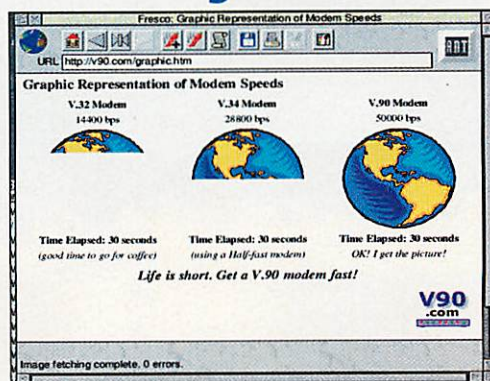 Fresco: Graphic Representation of Modem Speeds
ANT
URL http://v90.com/graphic.htm
Graphic Representation of Modem Speeds
V.32 Modem V.34 Modem V.90 Modem
14400 bps 28800 bps 50000 bps
Time Elapsed: 30 seconds Time Elapsed: 30 seconds Time Elapsed: 30 seconds
(good time to go for coffee) (using a Half-fast modem) OK! I get the picture!
Life is short. Get a V.90 modem fast!
V90
.com
Image fetching complete, 0 errors.